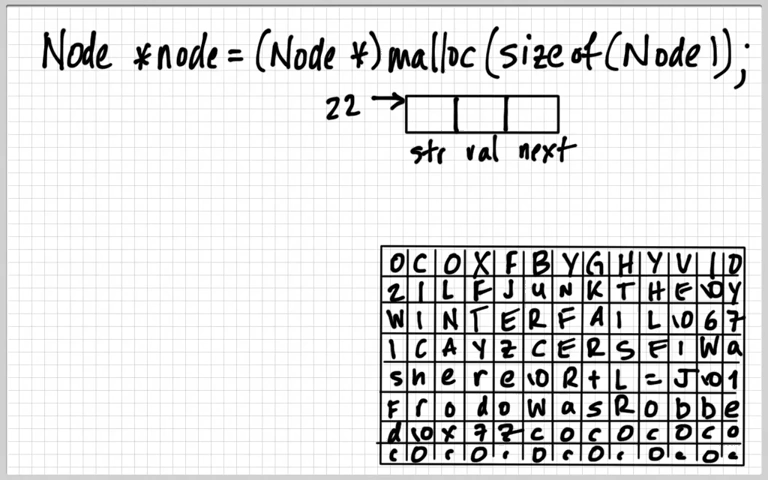 Node *node = (Node *)malloc(sizeof(Node));
22 →
str val next
O C O X F B Y G H Y V I D
2 I L F J U N K T H E \0 Y
W I N T E R F A I L \0 6 7
I C A Y Z C E R S F I W a
s h e r e \0 R + L = J \0 1
F r o d o W a s R o b b e
d \0 x 7 Z c o c o c o c o
c o c o c o c o c o c o c